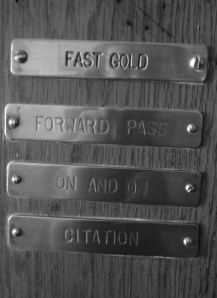 FAST GOLD
FORWARD PASS
ON AND ON
CITATION